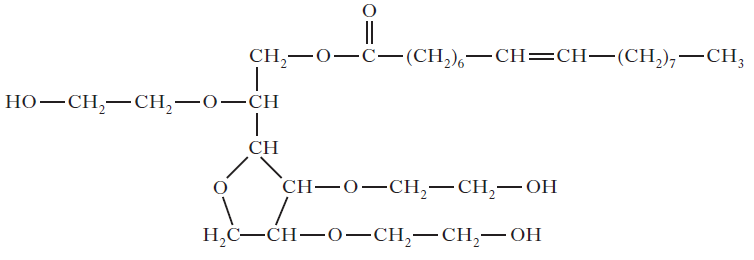 O
CH₂—O—C—(CH₂)₆—CH=CH—(CH₂)₇—CH₃
HO—CH₂—CH₂—O—CH
CH
O CH—O—CH₂—CH₂—OH
H₂C—CH—O—CH₂—CH₂—OH